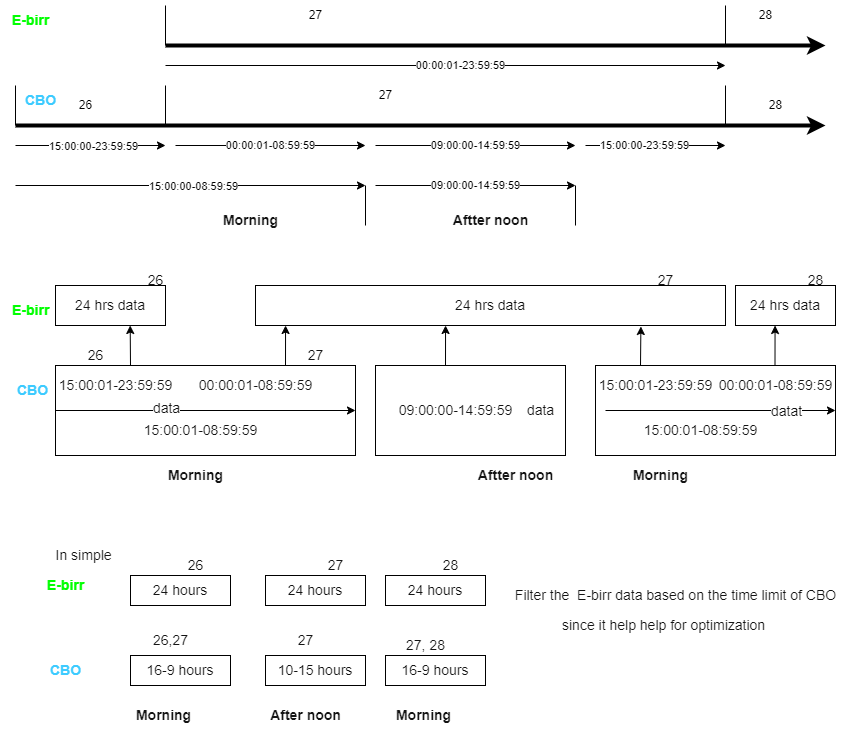 E-birr
27
28
00:00:01-23:59:59
CBO
26
27
28
15:00:00-23:59:59
00:00:01-08:59:59
09:00:00-14:59:59
15:00:00-23:59:59
15:00:00-08:59:59
09:00:00-14:59:59
Morning
Aftter noon
26
27
28
E-birr
24 hrs data
24 hrs data
24 hrs data
26
27
CBO
15:00:01-23:59:59
00:00:01-08:59:59
data
15:00:01-08:59:59
09:00:00-14:59:59 data
15:00:01-23:59:59
00:00:01-08:59:59
datat
15:00:01-08:59:59
Morning
Aftter noon
Morning
In simple
26
27
28
E-birr
24 hours
24 hours
24 hours
Filter the E-birr data based on the time limit of CBO
since it help help for optimization
26,27
27
27, 28
CBO
16-9 hours
10-15 hours
16-9 hours
Morning
After noon
Morning